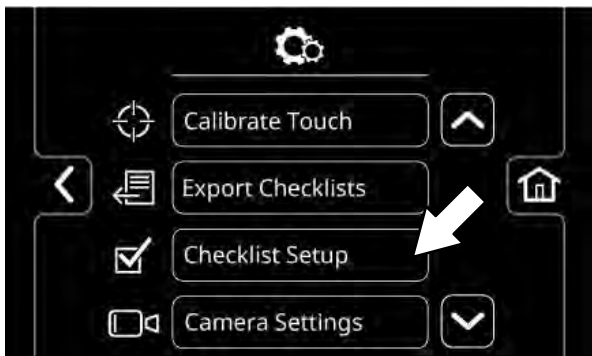 Calibrate Touch
Export Checklists
Checklist Setup
Camera Settings